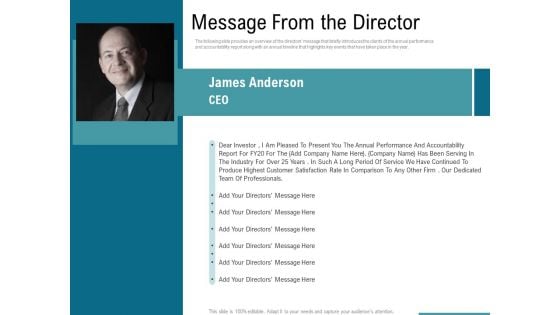 Message From the Director
The following slide provides an overview of the directors' message that briefly introduces the clients of the annual performance
and accountability report along with an annual timeline that highlights key events that have taken place in the year.
James Anderson
CEO
• Dear Investor , I Am Pleased To Present You The Annual Performance And Accountability
Report For FY20 For The (Add Company Name Here). (Company Name) Has Been Serving In
The Industry For Over 25 Years . In Such A Long Period Of Service We Have Continued To
Produce Highest Customer Satisfaction Rate In Comparison To Any Other Firm . Our Dedicated
Team Of Professionals.
• Add Your Directors' Message Here
•
• Add Your Directors' Message Here
• Add Your Directors' Message Here
• Add Your Directors' Message Here
•
• Add Your Directors' Message Here
• Add Your Directors' Message Here
This slide is 100% editable. Adapt it to your needs and capture your audience's attention.